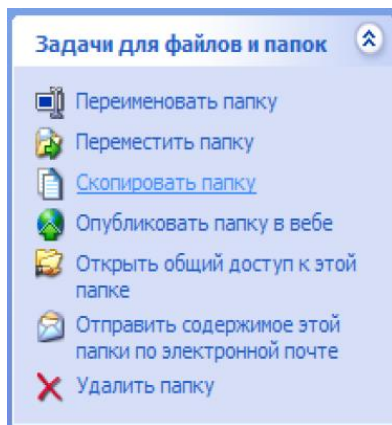 Задачи для файлов и папок
Переименовать папку
Переместить папку
Скопировать папку
Опубликовать папку в вебе
Открыть общий доступ к этой
папке
Отправить содержимое этой
папки по электронной почте
Удалить папку